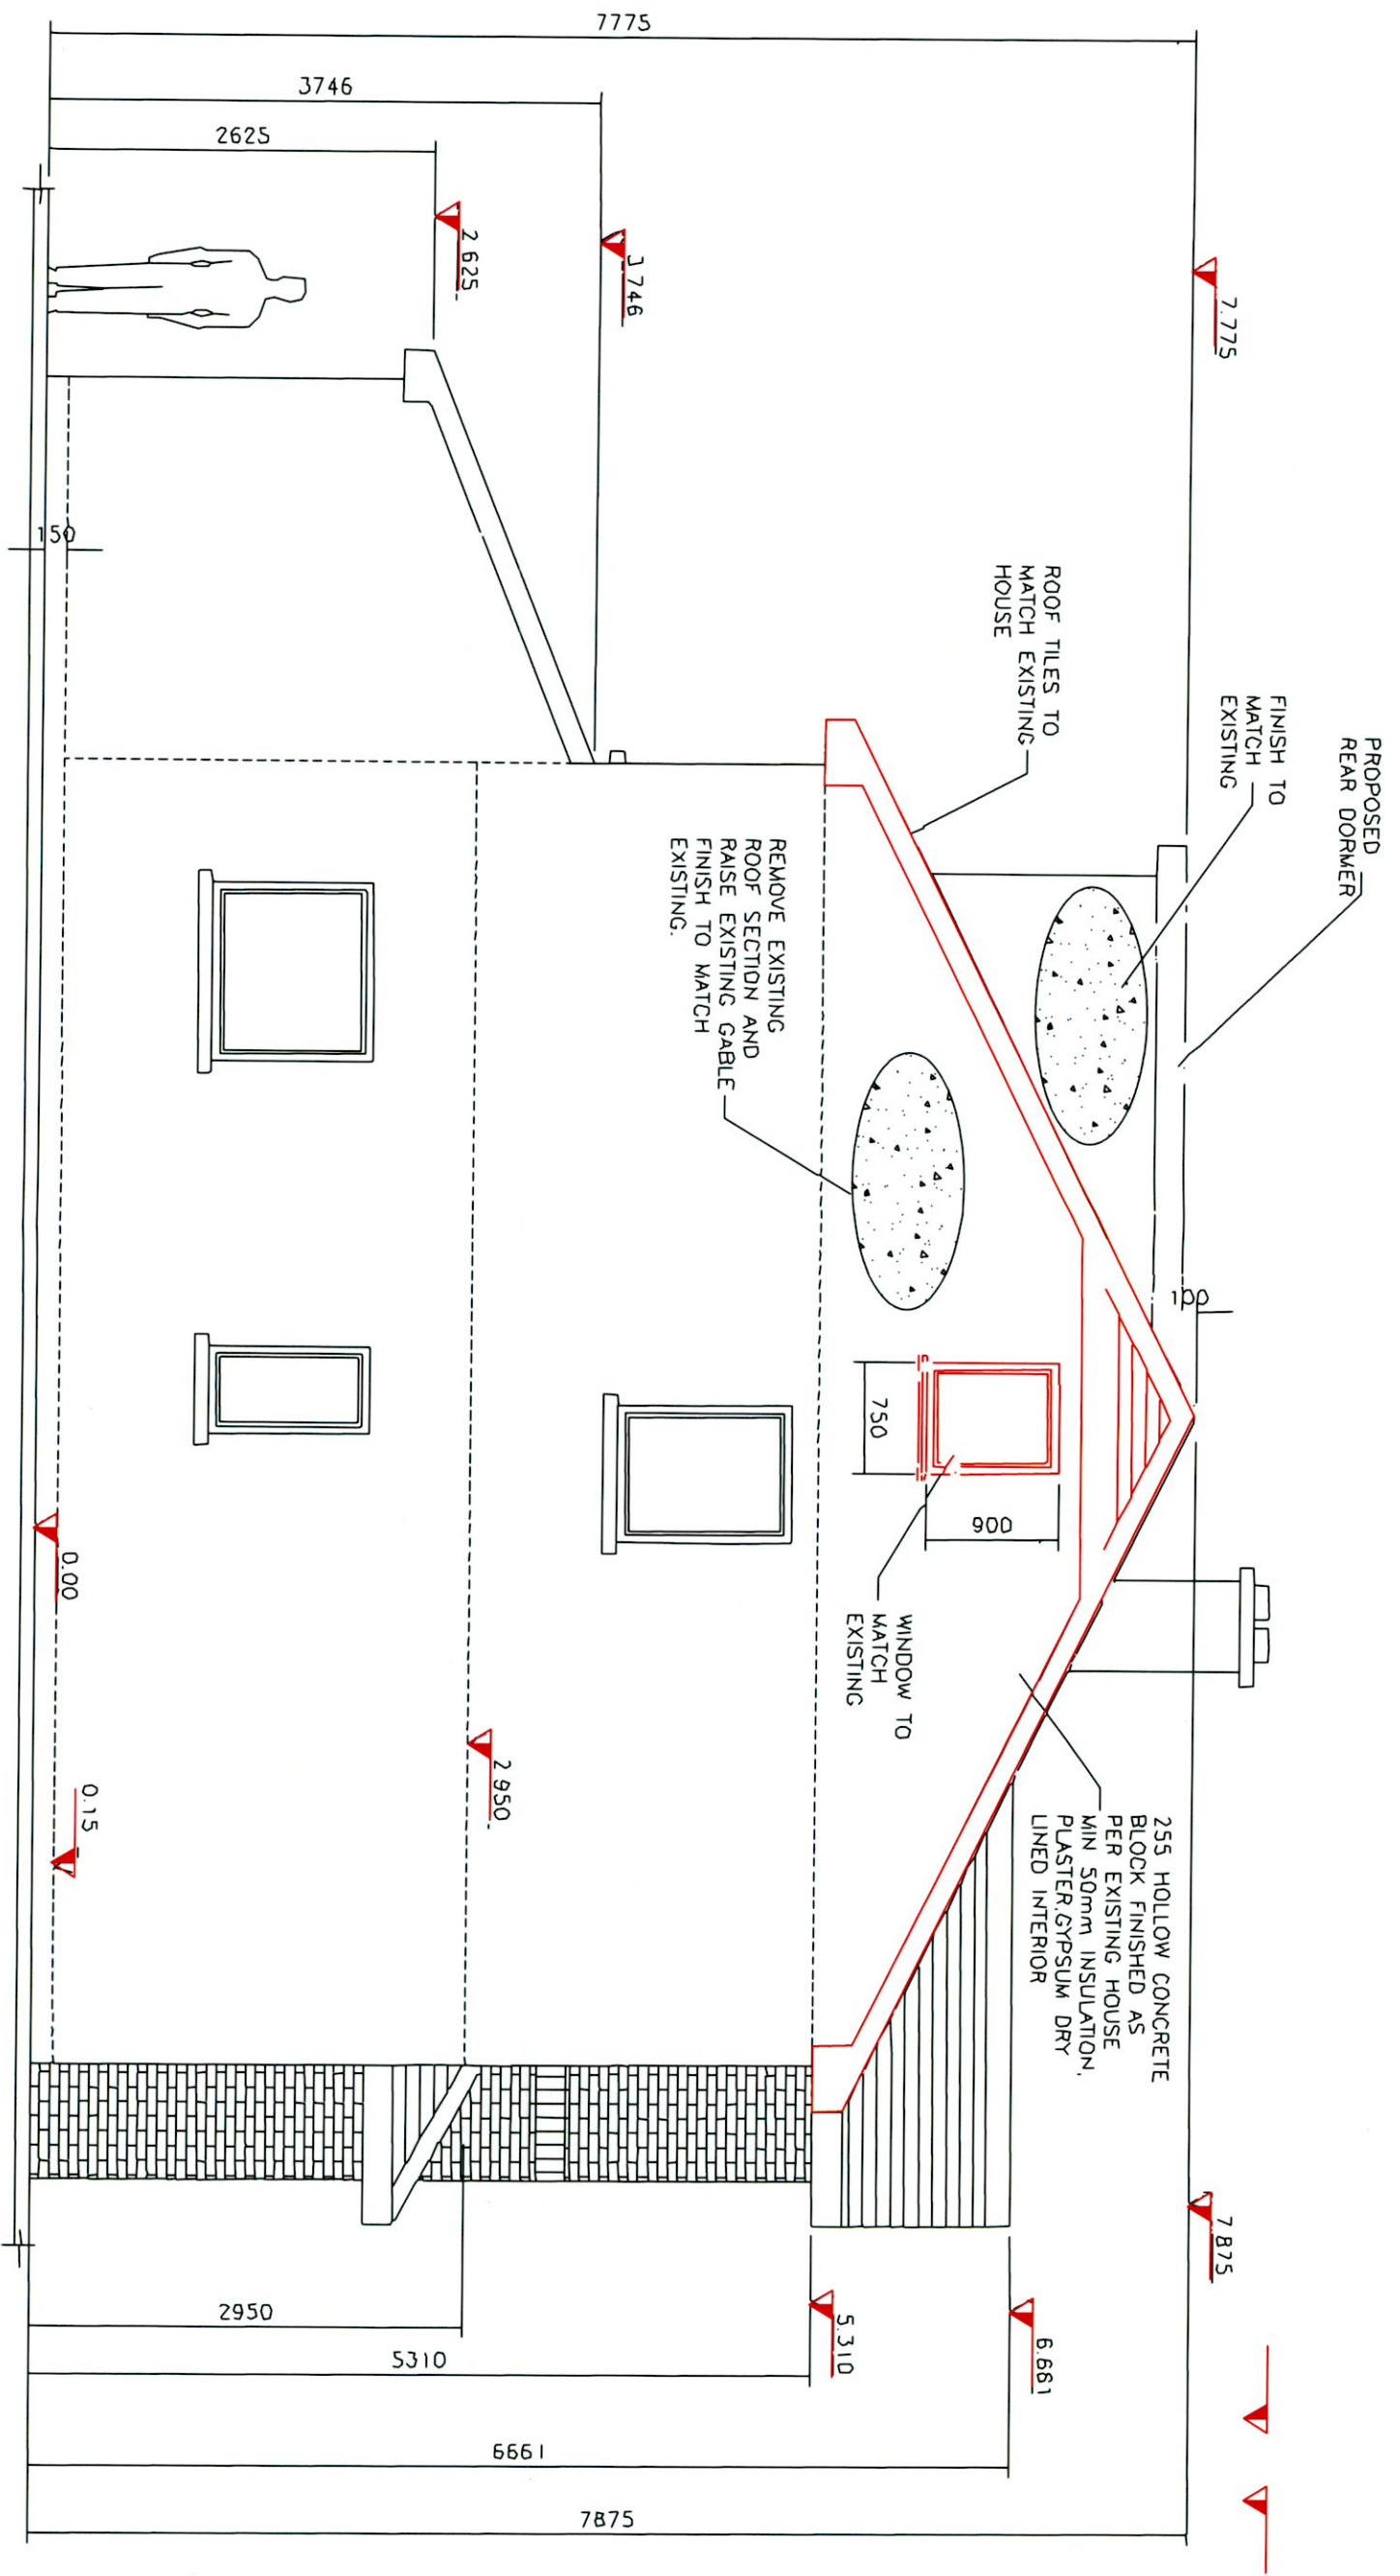 PROPOSED
REAR DORMER
FINISH TO
MATCH
EXISTING
ROOF TILES TO
MATCH EXISTING
HOUSE
REMOVE EXISTING
ROOF SECTION AND
RAISE EXISTING GABLE
FINISH TO MATCH
EXISTING.
WINDOW TO
MATCH
EXISTING
255 HOLLOW CONCRETE
BLOCK FINISHED AS
PER EXISTING HOUSE
MIN 50mm INSULATION,
PLASTER,GYPSUM DRY
LINED INTERIOR
7775
3746
2625
7.775
3 746
2 625
150
100
750
900
0.00
0.15
2 950
7 875
6.661
5.310
2950
5310
6661
7875